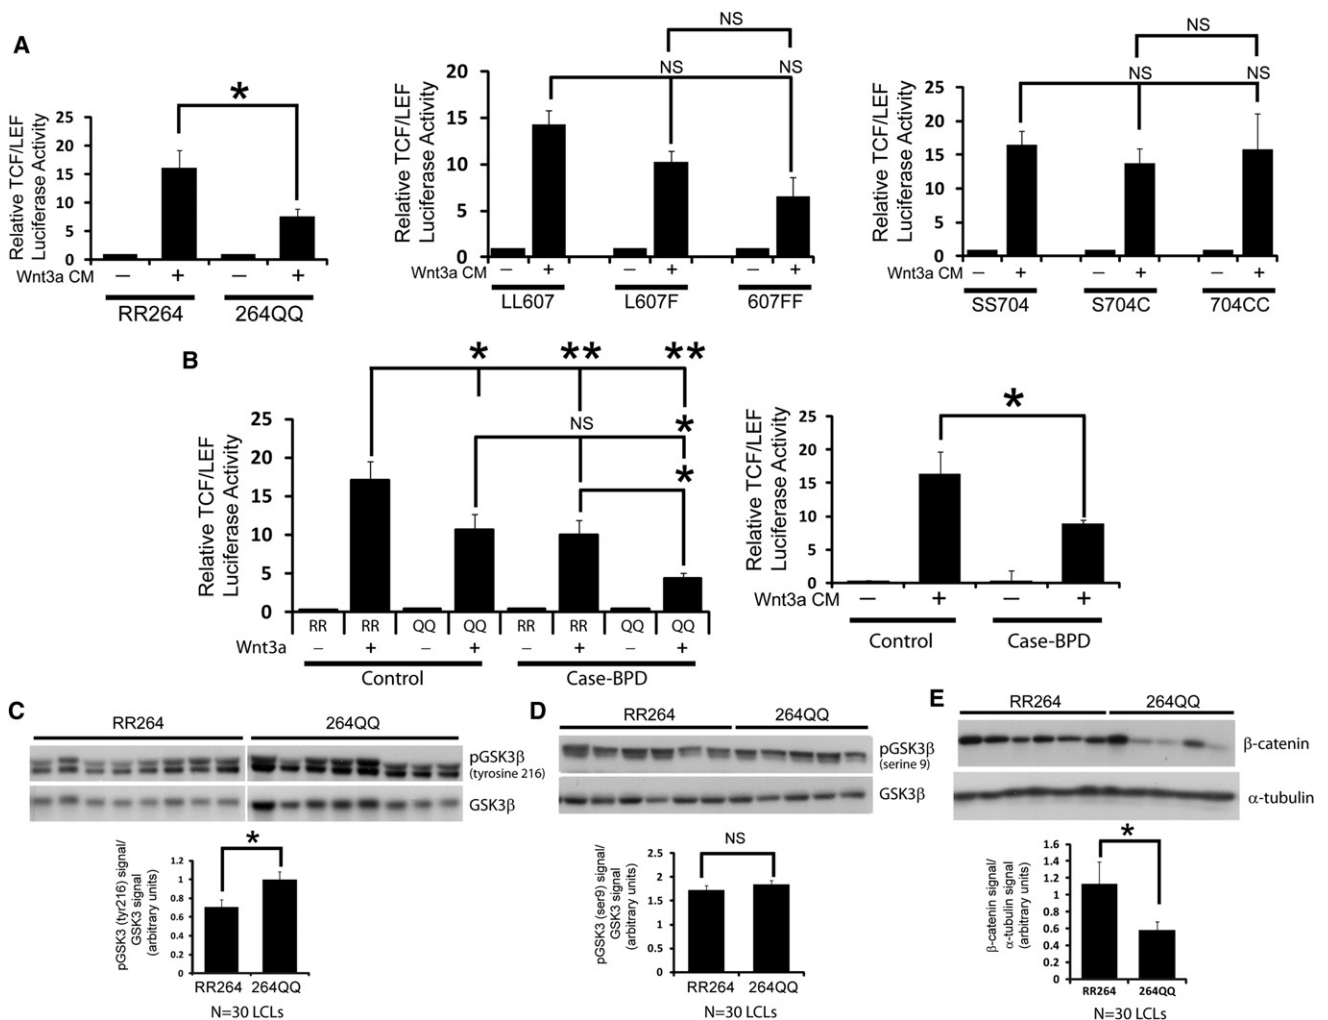 A
Relative TCF/LEF
Luciferase Activity
25
20
15
10
5
0
*
Wnt3a CM
–
+
–
+
RR264
264QQ
Relative TCF/LEF
Luciferase Activity
20
15
10
5
0
NS
NS
NS
Wnt3a CM
–
+
–
+
–
+
LL607
L607F
607FF
Relative TCF/LEF
Luciferase Activity
25
20
15
10
5
0
NS
NS
NS
Wnt3a CM
–
+
–
+
–
+
SS704
S704C
704CC
B
Relative TCF/LEF
Luciferase Activity
25
20
15
10
5
0
*
**
**
NS
*
*
RR
RR
QQ
QQ
RR
RR
QQ
QQ
Wnt3a
–
+
–
+
–
+
–
+
Control
Case-BPD
Relative TCF/LEF
Luciferase Activity
25
20
15
10
5
0
*
Wnt3a CM
–
+
–
+
Control
Case-BPD
C
RR264
264QQ
pGSK3β
(tyrosine 216)
GSK3β
pGSK3 (tyr216) signal/
GSK3 signal
(arbitrary units)
1.2
1
0.8
0.6
0.4
0.2
0
*
RR264
264QQ
N=30 LCLs
D
RR264
264QQ
pGSK3β
(serine 9)
GSK3β
pGSK3 (ser9) signal/
GSK3 signal
(arbitrary units)
2.5
2
1.5
1
0.5
0
NS
RR264
264QQ
N=30 LCLs
E
RR264
264QQ
β-catenin
α-tubulin
β-catenin signal/
α-tubulin signal
(arbitrary units)
1.6
1.4
1.2
1
0.8
0.6
0.4
0.2
0
*
RR264
264QQ
N=30 LCLs